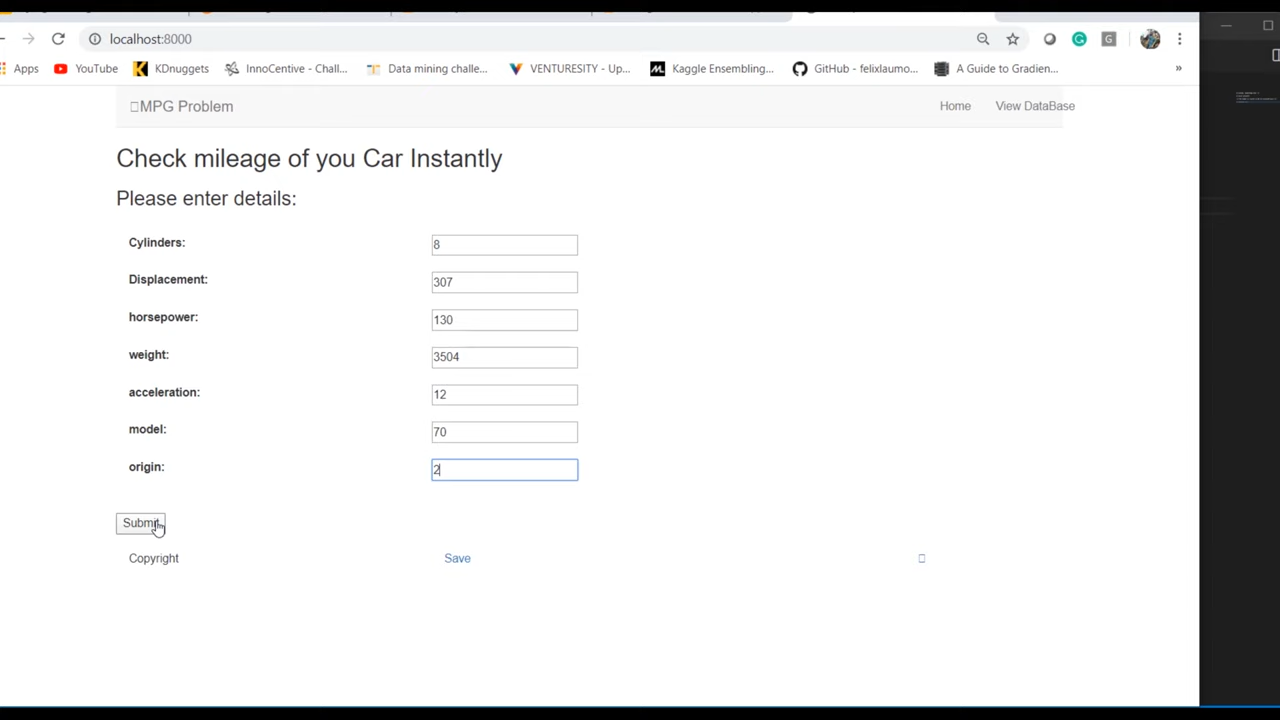 localhost:8000
Apps YouTube KDnuggets InnoCentive - Chall... Data mining challe... VENTURESITY - Up... Kaggle Ensembling... GitHub - felixlaumo... A Guide to Gradien... »
MPG Problem Home View DataBase
Check mileage of you Car Instantly
Please enter details:
Cylinders: 8
Displacement: 307
horsepower: 130
weight: 3504
acceleration: 12
model: 70
origin: 2
Submit
Copyright Save